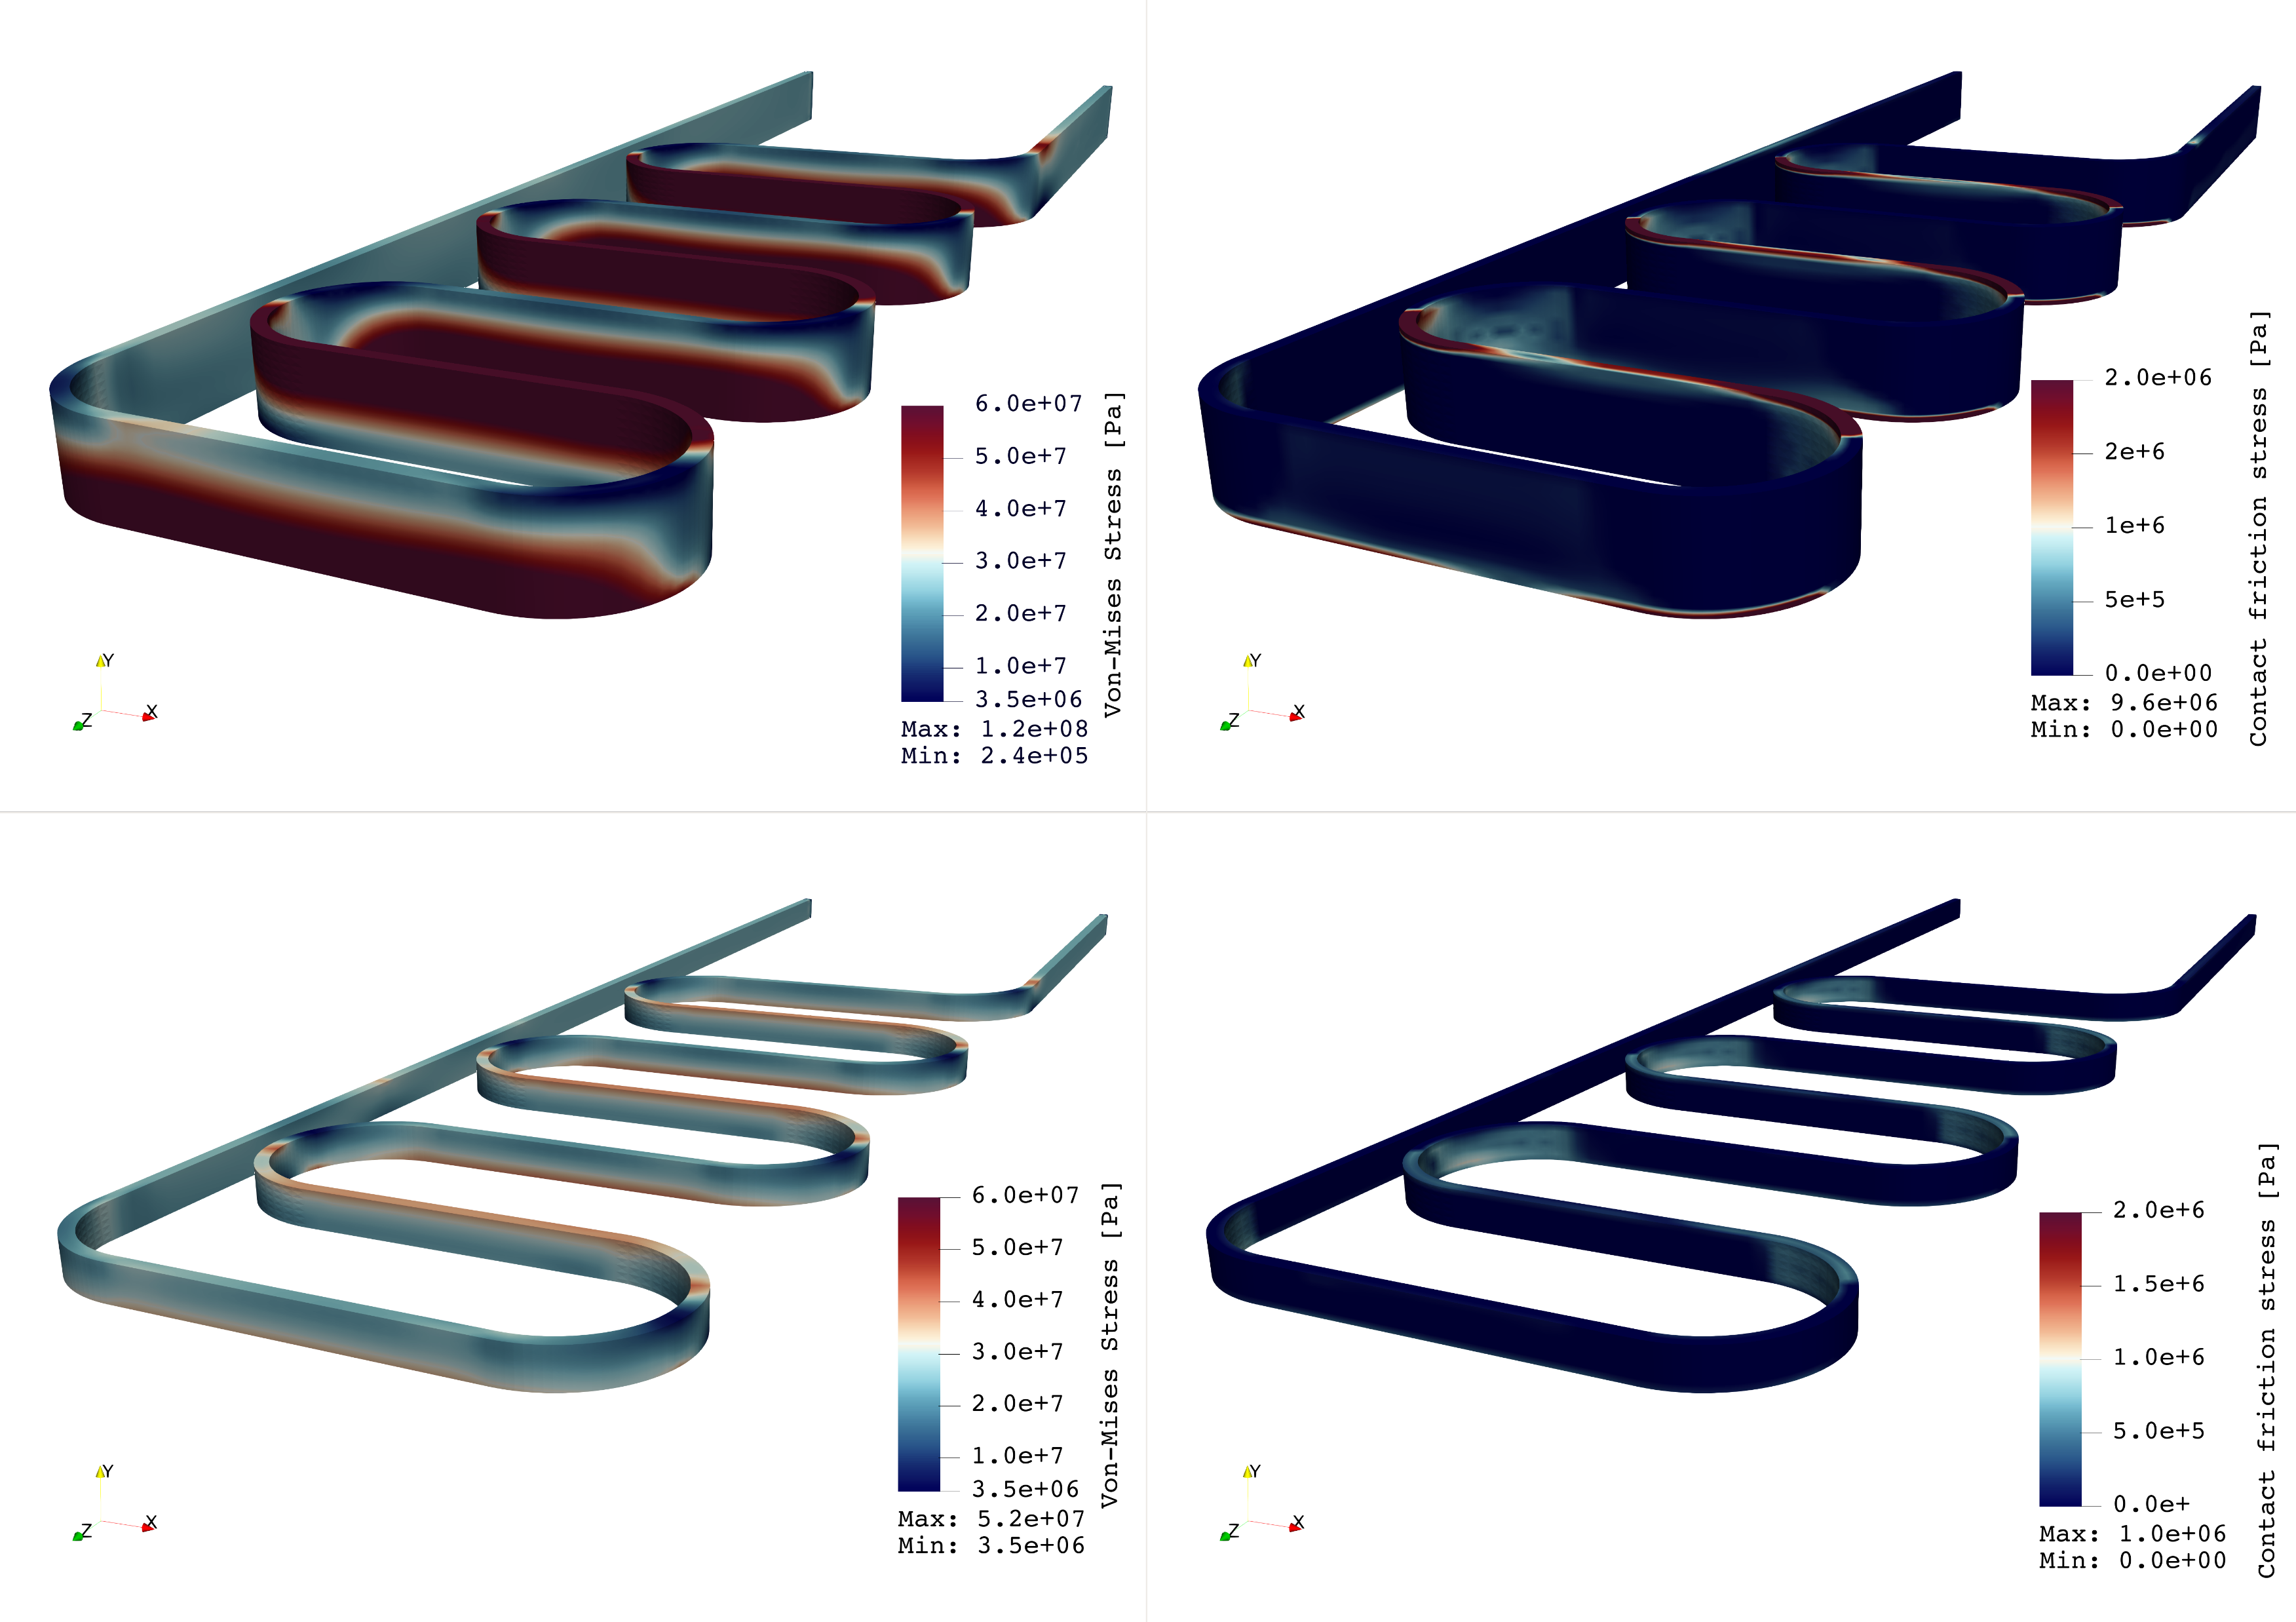 6.0e+07
5.0e+7
4.0e+7
3.0e+7
2.0e+7
1.0e+7
3.5e+06
Von-Mises Stress [Pa]
Max: 1.2e+08
Min: 2.4e+05
Y
Z
X
2.0e+06
2e+6
1e+6
5e+5
0.0e+00
Contact friction stress [Pa]
Max: 9.6e+06
Min: 0.0e+00
Y
Z
X
6.0e+07
5.0e+7
4.0e+7
3.0e+7
2.0e+7
1.0e+7
3.5e+06
Von-Mises Stress [Pa]
Max: 5.2e+07
Min: 3.5e+06
Y
Z
X
2.0e+6
1.5e+6
1.0e+6
5.0e+5
0.0e+
Contact friction stress [Pa]
Max: 1.0e+06
Min: 0.0e+00
Y
Z
X